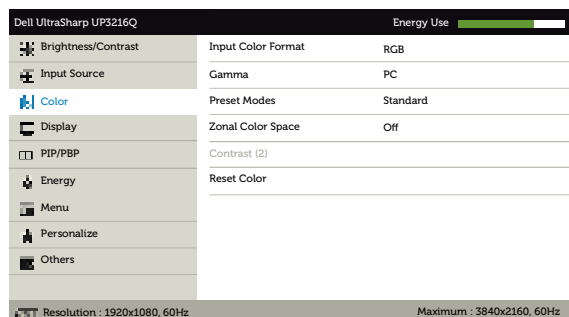 Dell UltraSharp UP3216Q Energy Use
Brightness/Contrast Input Color Format RGB
Input Source Gamma PC
Color Preset Modes Standard
Display Zonal Color Space Off
PIP/PBP Contrast (2)
Energy Reset Color
Menu
Personalize
Others
Resolution : 1920x1080, 60Hz Maximum : 3840x2160, 60Hz